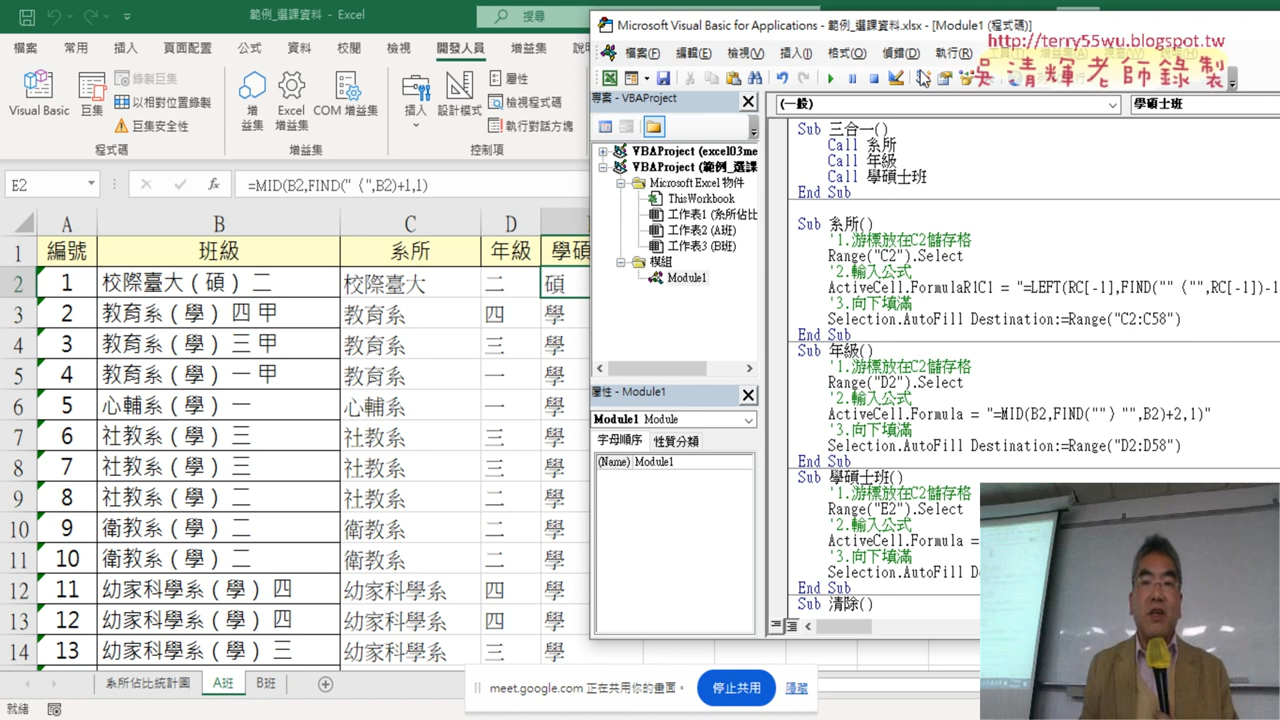 範例_選課資料 - Excel
搜尋
檔案 常用 插入 頁面配置 公式 資料 校閱 檢視 開發人員 增益集
Visual Basic
巨集
錄製巨集
以相對位置錄製
巨集安全性
程式碼
增益集
Excel 增益集
COM 增益集
增益集
插入
設計模式
屬性
檢視程式碼
執行對話方塊
控制項
E2
=MID(B2,FIND("（",B2)+1,1)
A B C D
1 編號 班級 系所 年級 學碩
2 1 校際臺大（碩）二 校際臺大 二 碩
3 2 教育系（學）四甲 教育系 四 學
4 3 教育系（學）三甲 教育系 三 學
5 4 教育系（學）一甲 教育系 一 學
6 5 心輔系（學）一 心輔系 一 學
7 6 社教系（學）三 社教系 三 學
8 7 社教系（學）三 社教系 三 學
9 8 社教系（學）二 社教系 二 學
10 9 衛教系（學）二 衛教系 二 學
11 10 衛教系（學）二 衛教系 二 學
12 11 幼家科學系（學）四 幼家科學系 四 學
13 12 幼家科學系（學）四 幼家科學系 四 學
14 13 幼家科學系（學）三 幼家科學系 三 學
系所佔比統計圖 A班 B班
就緒
Microsoft Visual Basic for Applications - 範例_選課資料.xlsx - [Module1 (程式碼)]
http://terry55wu.blogspot.tw
吳清輝老師錄製
檔案(F) 編輯(E) 檢視(V) 插入(I) 格式(O) 偵錯(D) 執行(R)
專案 - VBAProject
VBAProject (excel03me
VBAProject (範例_選課
Microsoft Excel 物件
ThisWorkbook
工作表1 (系所佔比
工作表2 (A班)
工作表3 (B班)
模組
Module1
屬性 - Module1
Module1 Module
字母順序 性質分類
(Name) Module1
(一般) 學碩士班
Sub 三合一()
Call 系所
Call 年級
Call 學碩士班
End Sub
Sub 系所()
'1.游標放在C2儲存格
Range("C2").Select
'2.輸入公式
ActiveCell.FormulaR1C1 = "=LEFT(RC[-1],FIND(""（"",RC[-1])-1
'3.向下填滿
Selection.AutoFill Destination:=Range("C2:C58")
End Sub
Sub 年級()
'1.游標放在C2儲存格
Range("D2").Select
'2.輸入公式
ActiveCell.Formula = "=MID(B2,FIND(""）"",B2)+2,1)"
'3.向下填滿
Selection.AutoFill Destination:=Range("D2:D58")
End Sub
Sub 學碩士班()
'1.游標放在C2儲存格
Range("E2").Select
'2.輸入公式
ActiveCell.Formula =
'3.向下填滿
Selection.AutoFill D
End Sub
Sub 清除()
meet.google.com 正在共用你的畫面。 停止共用 隱藏